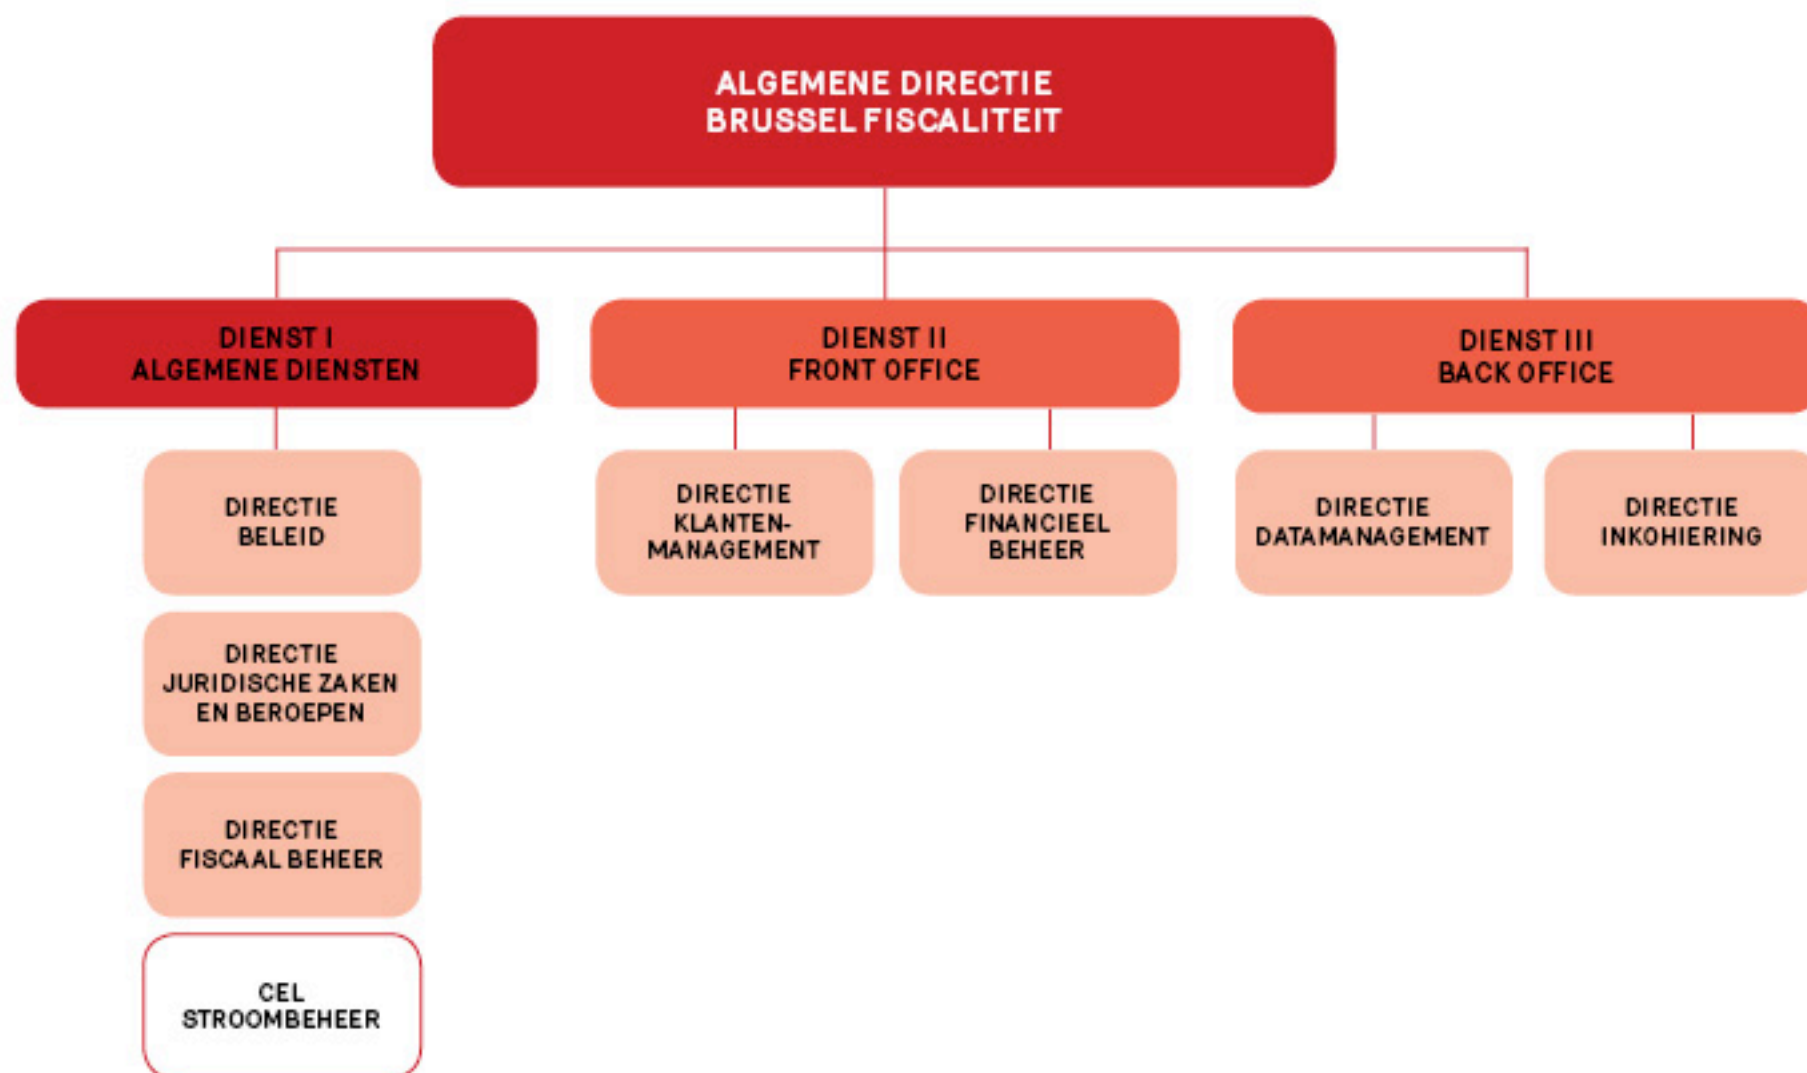 ALGEMENE DIRECTIE
BRUSSEL FISCALITEIT
DIENST I
ALGEMENE DIENSTEN
DIENST II
FRONT OFFICE
DIENST III
BACK OFFICE
DIRECTIE
BELEID
DIRECTIE
KLANTEN-
MANAGEMENT
DIRECTIE
FINANCIEEL
BEHEER
DIRECTIE
DATAMANAGEMENT
DIRECTIE
INKOHIERING
DIRECTIE
JURIDISCHE ZAKEN
EN BEROEPEN
DIRECTIE
FISCAAL BEHEER
CEL
STROOMBEHEER